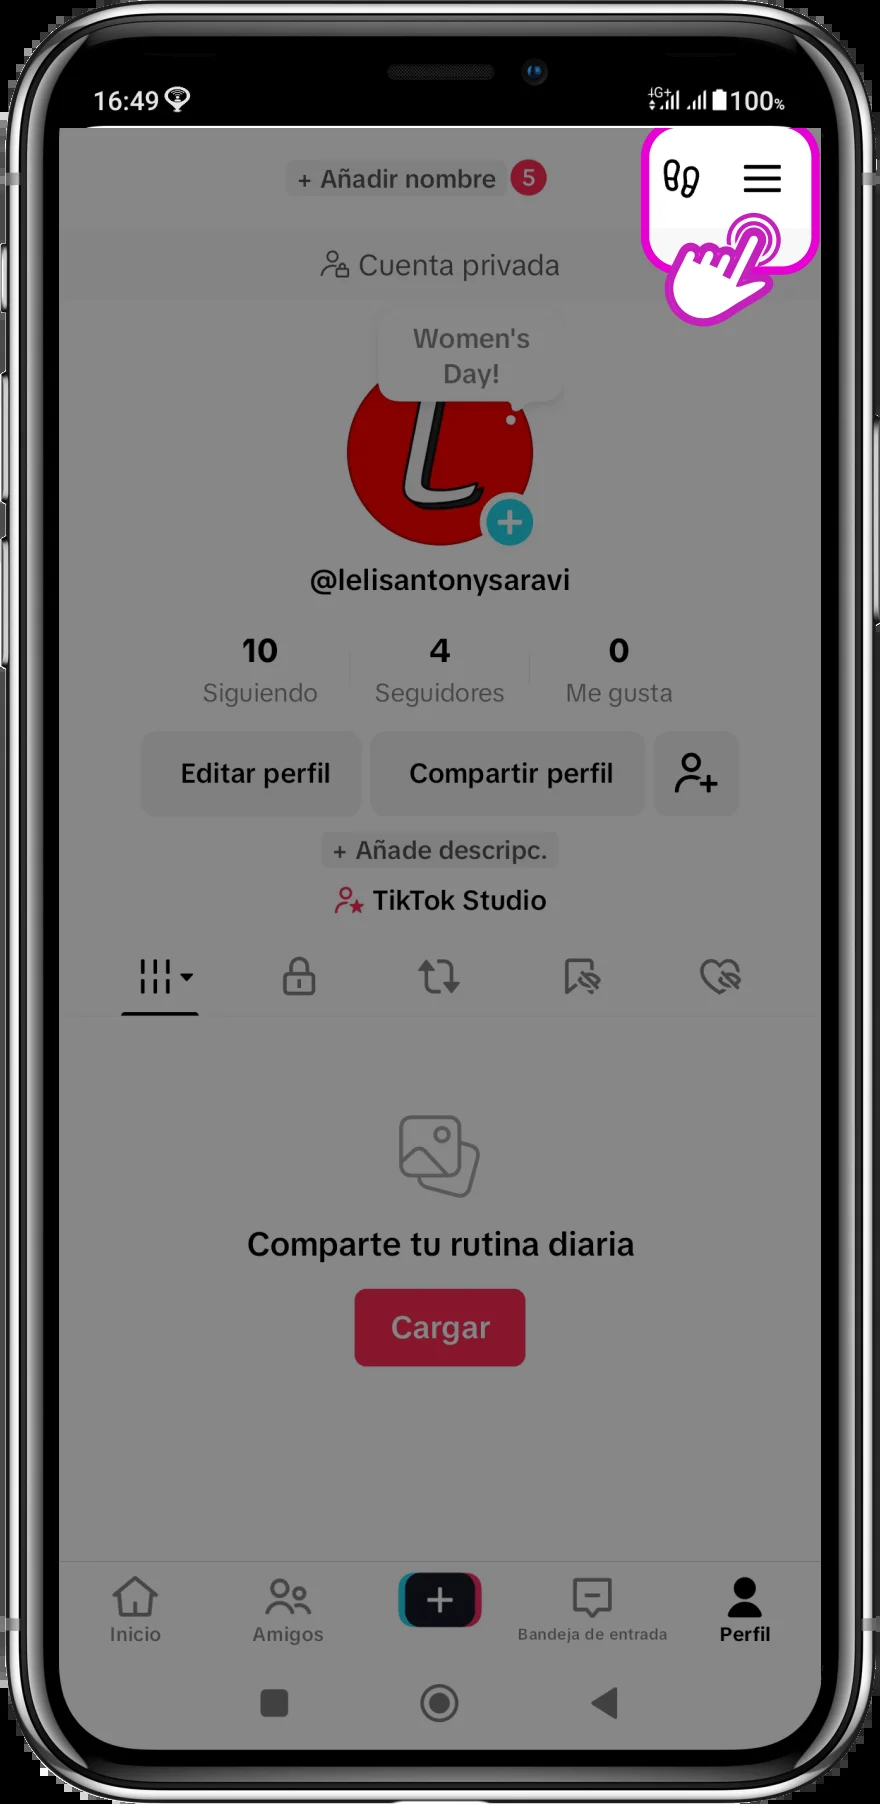 16:49 4G+ 100%
+ Añadir nombre 5
Cuenta privada
Women's
Day!
L
@lelisantonysaravi
10 4 0
Siguiendo Seguidores Me gusta
Editar perfil Compartir perfil
+ Añade descripc.
TikTok Studio
Comparte tu rutina diaria
Cargar
Inicio Amigos Bandeja de entrada Perfil